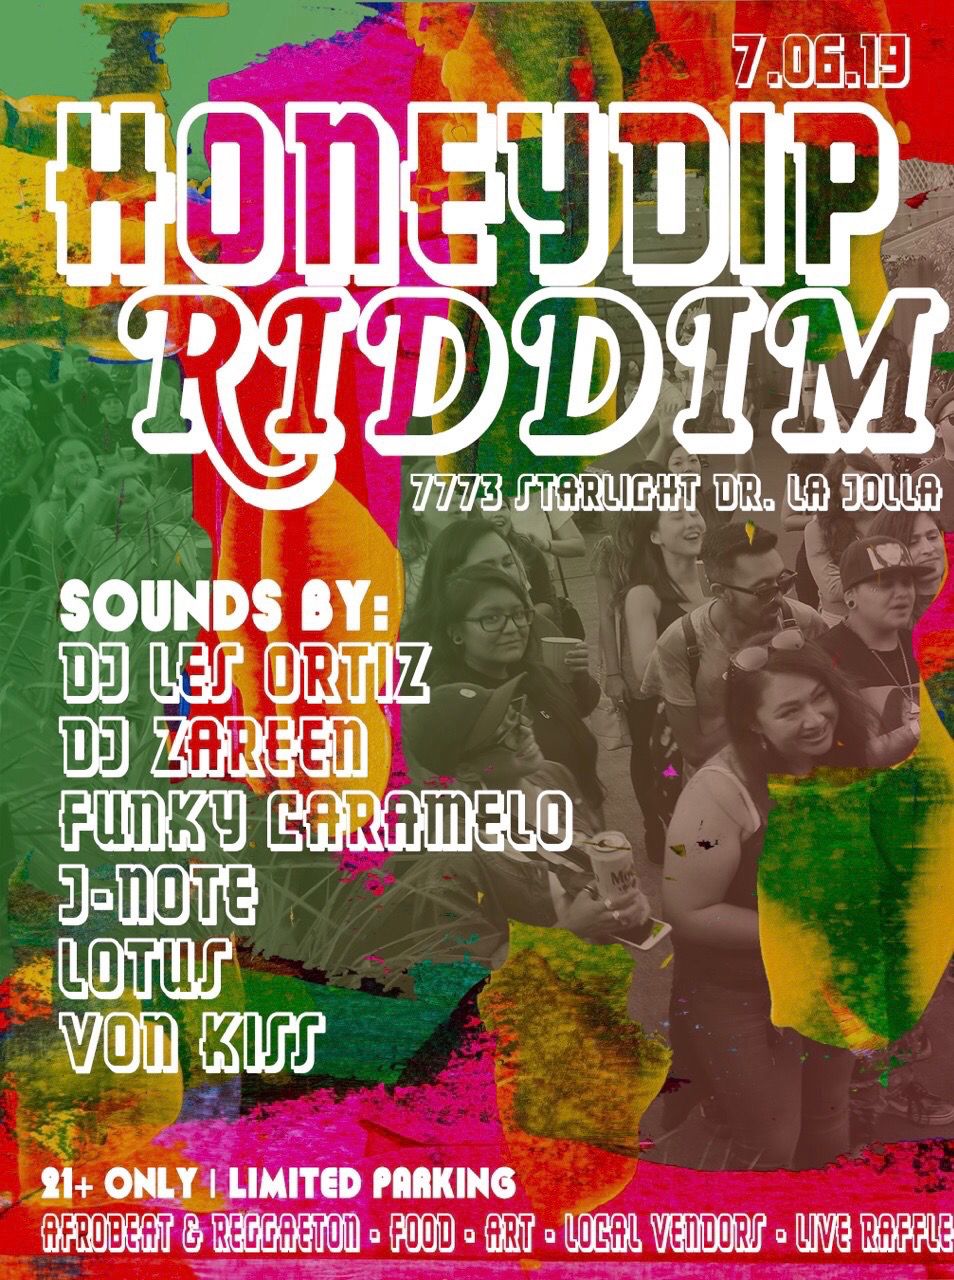 7.06.19
HONEYDIP
RIDDIM
7773 STARLIGHT DR. LA JOLLA
SOUNDS BY:
DJ LES ORTIZ
DJ ZAREEN
FUNKY CARAMELO
J-NOTE
LOTUS
VON KISS
21+ ONLY | LIMITED PARKING
AFROBEAT & REGGAETON · FOOD · ART · LOCAL VENDORS · LIVE RAFFLE